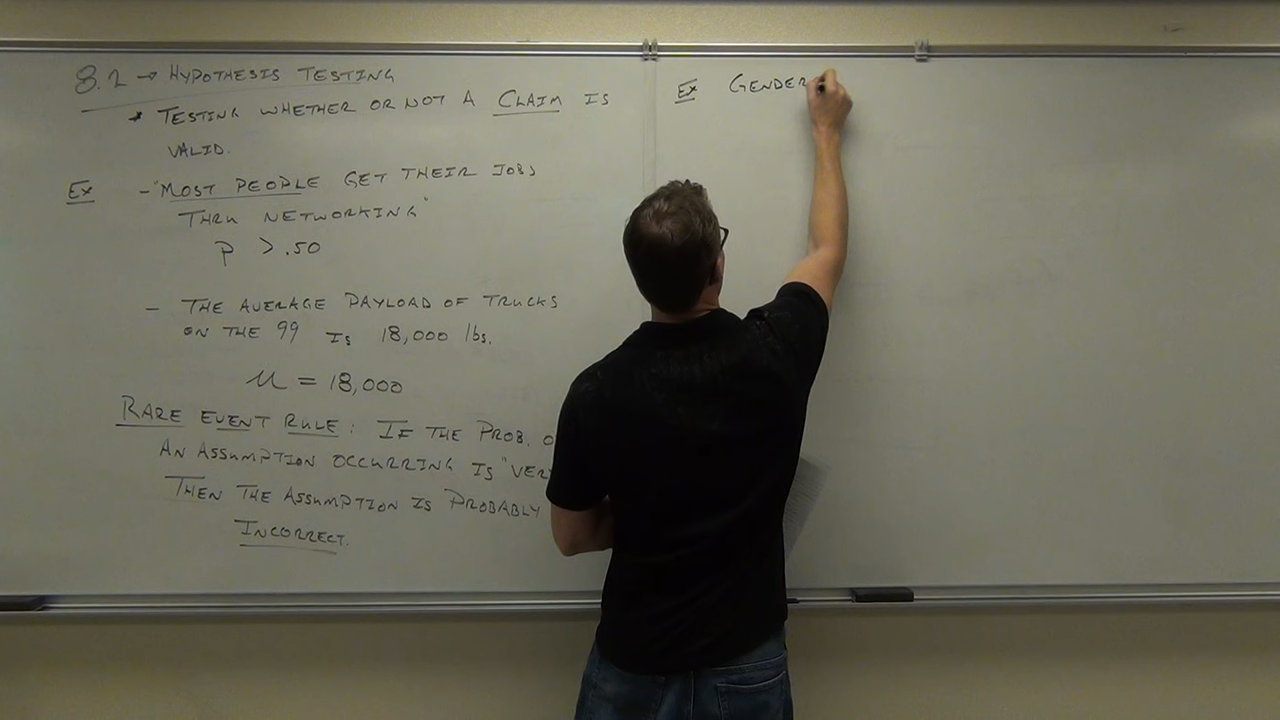 8.2 → HYPOTHESIS TESTING
* TESTING WHETHER OR NOT A CLAIM IS
VALID.
Ex - "MOST PEOPLE GET THEIR JOBS
THRU NETWORKING"
P > .50
- THE AVERAGE PAYLOAD OF TRUCKS
ON THE 99 IS 18,000 lbs.
μ = 18,000
RARE EVENT RULE: IF THE PROB.
AN ASSUMPTION OCCURRING IS "
THEN THE ASSUMPTION IS PROBABLY
INCORRECT.
Ex GENDER